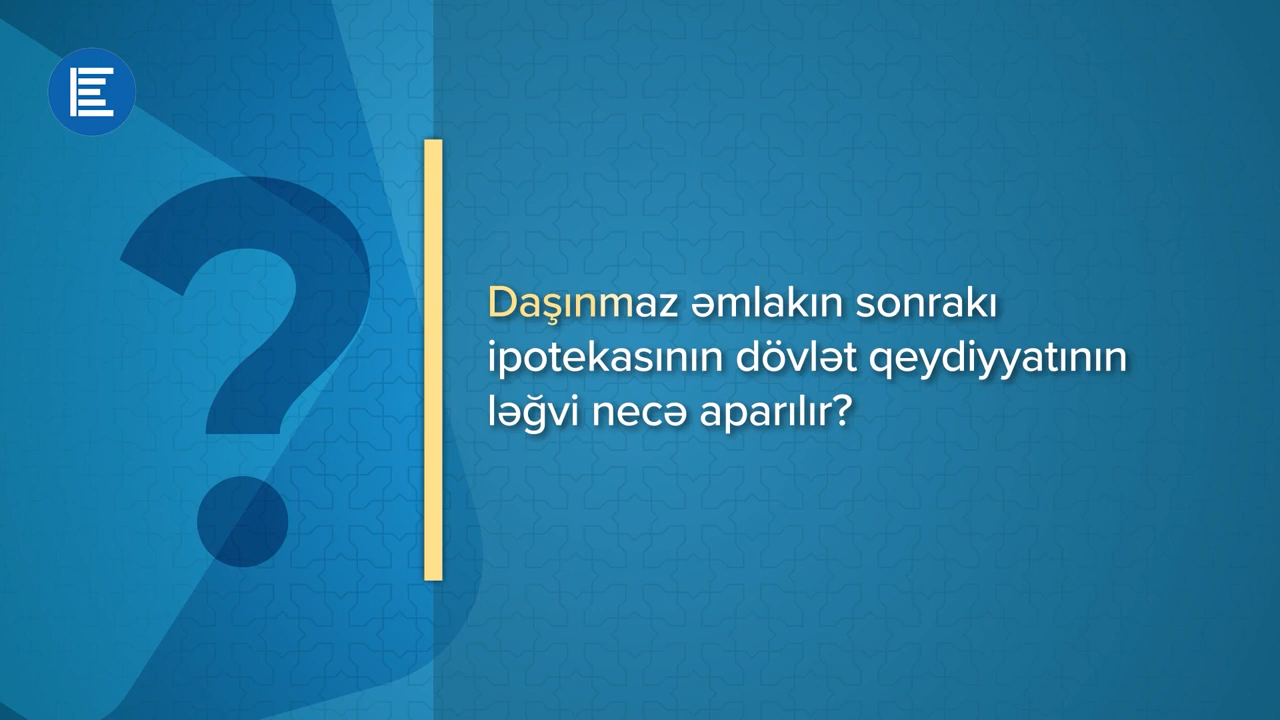 Daşınmaz əmlakın sonrakı
ipotekasının dövlət qeydiyyatının
ləğvi necə aparılır?